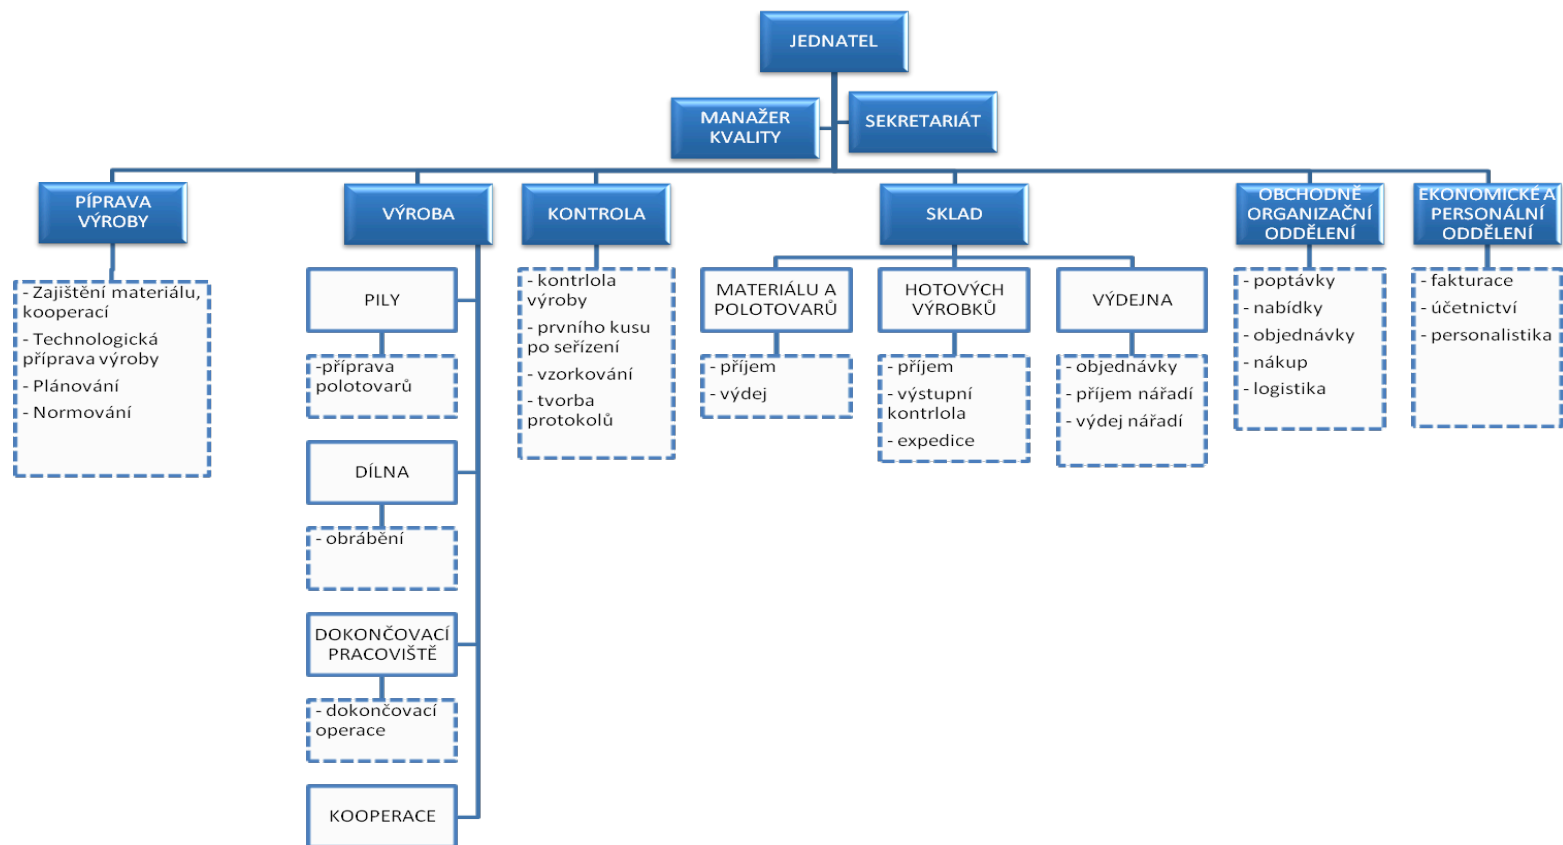 JEDNATEL
MANAŽER
KVALITY
SEKRETARIÁT
PÍPRAVA
VÝROBY
- Zajištění materiálu,
kooperací
- Technologická
příprava výroby
- Plánování
- Normování
VÝROBA
PILY
-příprava
polotovarů
DÍLNA
- obrábění
DOKONČOVACÍ
PRACOVIŠTĚ
- dokončovací
operace
KOOPERACE
KONTROLA
- kontrlola
výroby
- prvního kusu
po seřízení
- vzorkování
- tvorba
protokolů
SKLAD
MATERIÁLU A
POLOTOVARŮ
- příjem
- výdej
HOTOVÝCH
VÝROBKŮ
- příjem
- výstupní
kontrlola
- expedice
VÝDEJNA
- objednávky
- příjem nářadí
- výdej nářadí
OBCHODNĚ
ORGANIZAČNÍ
ODDĚLENÍ
- poptávky
- nabídky
- objednávky
- nákup
- logistika
EKONOMICKÉ A
PERSONÁLNÍ
ODDĚLENÍ
- fakturace
- účetnictví
- personalistika